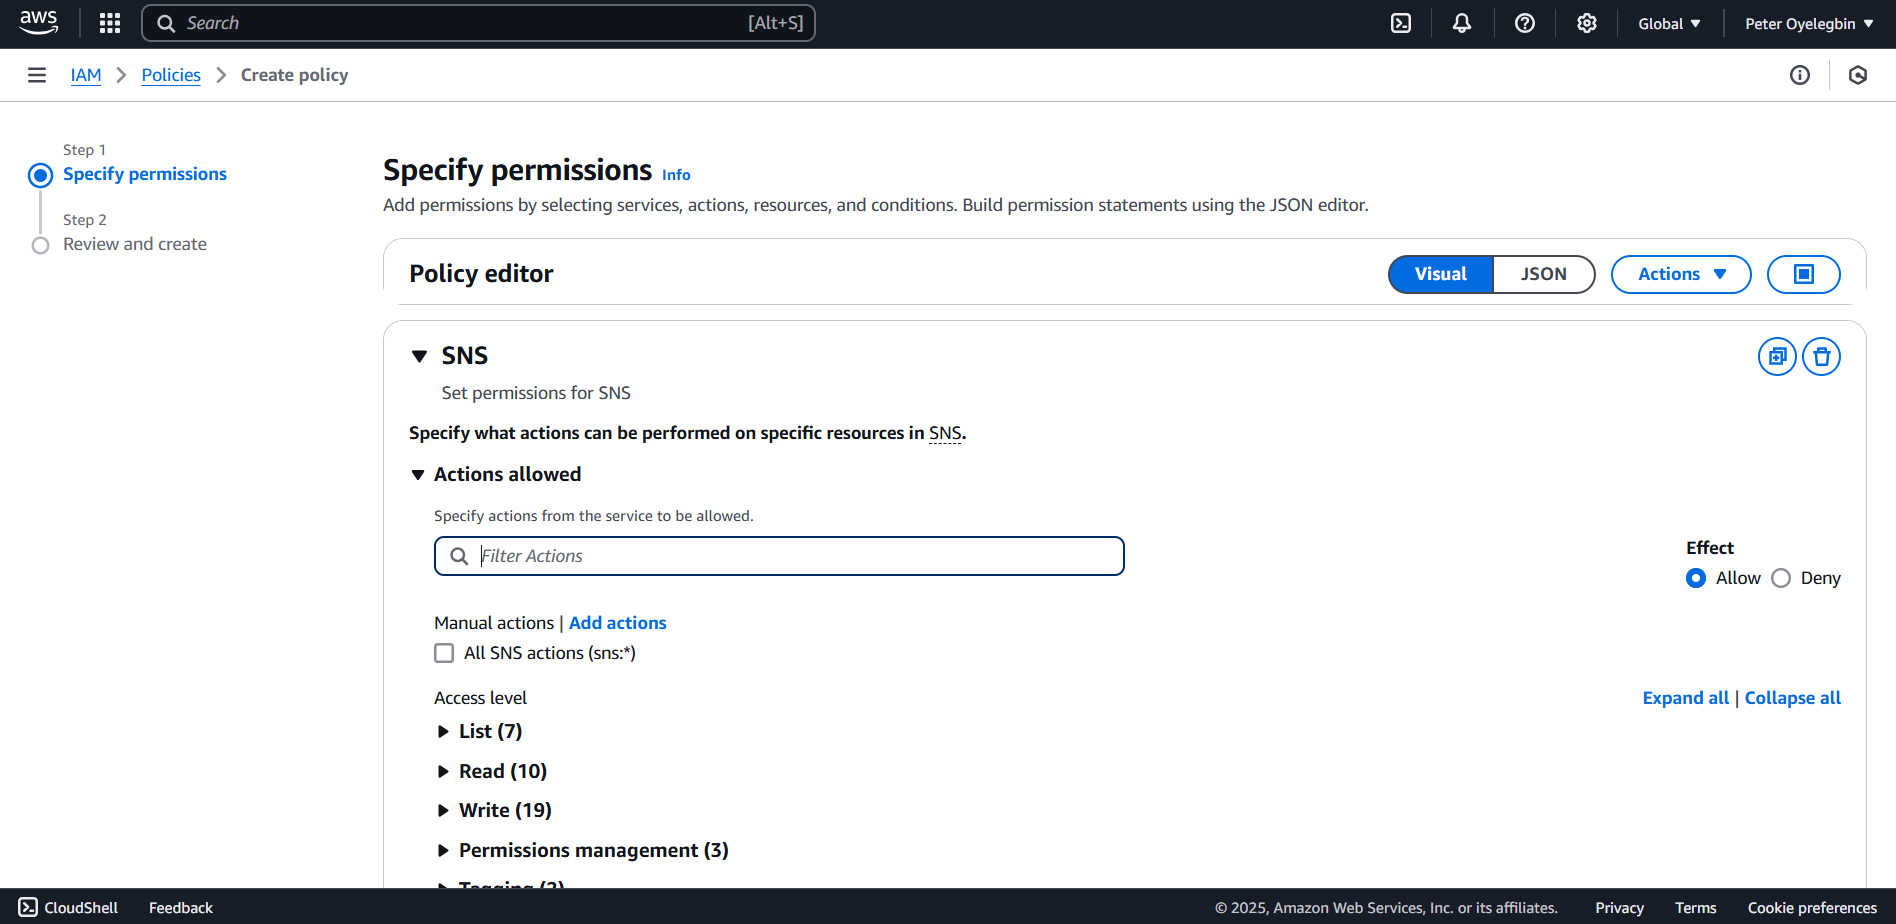 aws
Search [Alt+S]
Global
Peter Oyelegbin
IAM
Policies
Create policy
Step 1
Specify permissions
Step 2
Review and create
Specify permissions Info
Add permissions by selecting services, actions, resources, and conditions. Build permission statements using the JSON editor.
Policy editor
Visual
JSON
Actions
SNS
Set permissions for SNS
Specify what actions can be performed on specific resources in SNS.
Actions allowed
Specify actions from the service to be allowed.
Filter Actions
Effect
Allow
Deny
Manual actions | Add actions
All SNS actions (sns:*)
Access level
Expand all | Collapse all
List (7)
Read (10)
Write (19)
Permissions management (3)
Tagging (2)
CloudShell
Feedback
© 2025, Amazon Web Services, Inc. or its affiliates.
Privacy
Terms
Cookie preferences